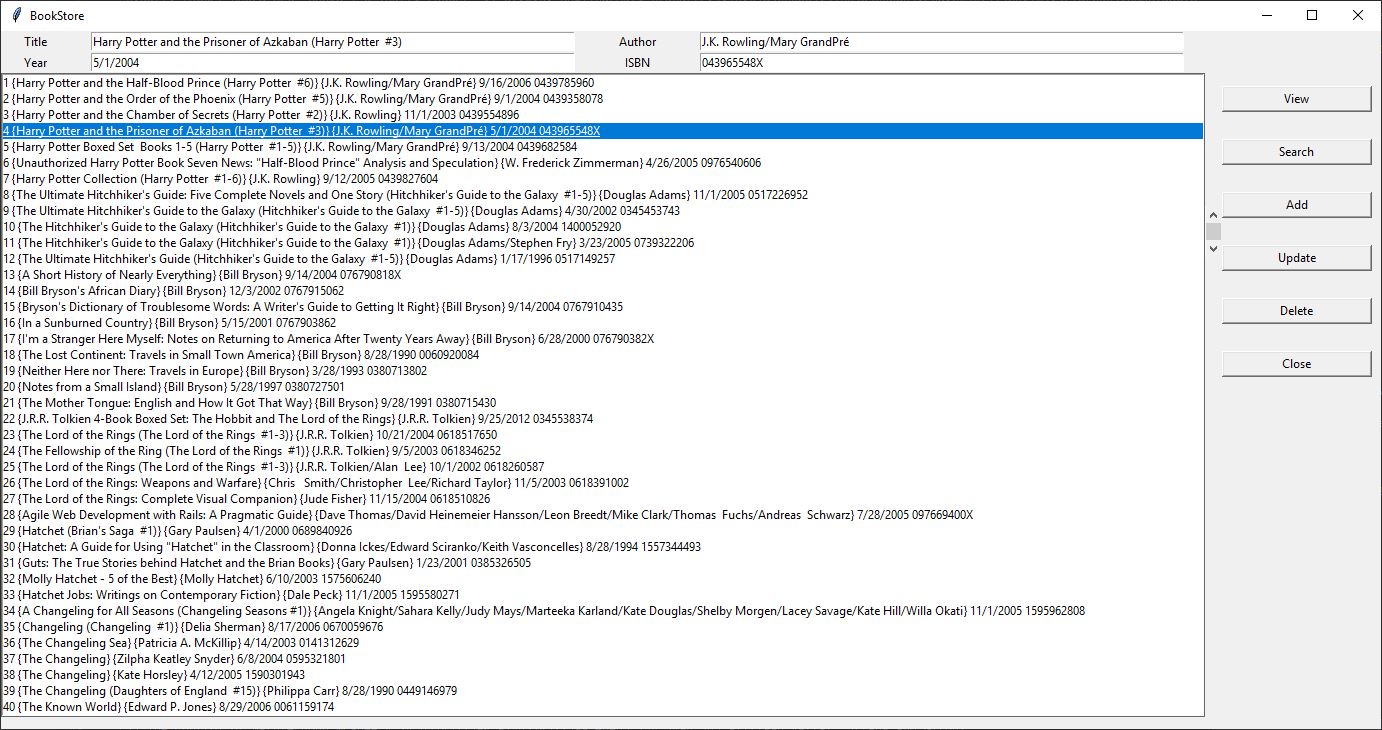 BookStore
Title Harry Potter and the Prisoner of Azkaban (Harry Potter  #3) Author J.K. Rowling/Mary GrandPré
Year 5/1/2004 ISBN 043965548X
1 {Harry Potter and the Half-Blood Prince (Harry Potter  #6)} {J.K. Rowling/Mary GrandPré} 9/16/2006 0439785960
2 {Harry Potter and the Order of the Phoenix (Harry Potter  #5)} {J.K. Rowling/Mary GrandPré} 9/1/2004 0439358078
3 {Harry Potter and the Chamber of Secrets (Harry Potter  #2)} {J.K. Rowling} 11/1/2003 0439554896
4 {Harry Potter and the Prisoner of Azkaban (Harry Potter  #3)} {J.K. Rowling/Mary GrandPré} 5/1/2004 043965548X
5 {Harry Potter Boxed Set  Books 1-5 (Harry Potter  #1-5)} {J.K. Rowling/Mary GrandPré} 9/13/2004 0439682584
6 {Unauthorized Harry Potter Book Seven News: "Half-Blood Prince" Analysis and Speculation} {W. Frederick Zimmerman} 4/26/2005 0976540606
7 {Harry Potter Collection (Harry Potter  #1-6)} {J.K. Rowling} 9/12/2005 0439827604
8 {The Ultimate Hitchhiker's Guide: Five Complete Novels and One Story (Hitchhiker's Guide to the Galaxy  #1-5)} {Douglas Adams} 11/1/2005 0517226952
9 {The Ultimate Hitchhiker's Guide to the Galaxy (Hitchhiker's Guide to the Galaxy  #1-5)} {Douglas Adams} 4/30/2002 0345453743
10 {The Hitchhiker's Guide to the Galaxy (Hitchhiker's Guide to the Galaxy  #1)} {Douglas Adams} 8/3/2004 1400052920
11 {The Hitchhiker's Guide to the Galaxy (Hitchhiker's Guide to the Galaxy  #1)} {Douglas Adams/Stephen Fry} 3/23/2005 0739322206
12 {The Ultimate Hitchhiker's Guide (Hitchhiker's Guide to the Galaxy  #1-5)} {Douglas Adams} 1/17/1996 0517149257
13 {A Short History of Nearly Everything} {Bill Bryson} 9/14/2004 076790818X
14 {Bill Bryson's African Diary} {Bill Bryson} 12/3/2002 0767915062
15 {Bryson's Dictionary of Troublesome Words: A Writer's Guide to Getting It Right} {Bill Bryson} 9/14/2004 0767910435
16 {In a Sunburned Country} {Bill Bryson} 5/15/2001 0767903862
17 {I'm a Stranger Here Myself: Notes on Returning to America After Twenty Years Away} {Bill Bryson} 6/28/2000 076790382X
18 {The Lost Continent: Travels in Small Town America} {Bill Bryson} 8/28/1990 0060920084
19 {Neither Here nor There: Travels in Europe} {Bill Bryson} 3/28/1993 0380713802
20 {Notes from a Small Island} {Bill Bryson} 5/28/1997 0380727501
21 {The Mother Tongue: English and How It Got That Way} {Bill Bryson} 9/28/1991 0380715430
22 {J.R.R. Tolkien 4-Book Boxed Set: The Hobbit and The Lord of the Rings} {J.R.R. Tolkien} 9/25/2012 0345538374
23 {The Lord of the Rings (The Lord of the Rings  #1-3)} {J.R.R. Tolkien} 10/21/2004 0618517650
24 {The Fellowship of the Ring (The Lord of the Rings  #1)} {J.R.R. Tolkien} 9/5/2003 0618346252
25 {The Lord of the Rings (The Lord of the Rings  #1-3)} {J.R.R. Tolkien/Alan  Lee} 10/1/2002 0618260587
26 {The Lord of the Rings: Weapons and Warfare} {Chris   Smith/Christopher  Lee/Richard Taylor} 11/5/2003 0618391002
27 {The Lord of the Rings: Complete Visual Companion} {Jude Fisher} 11/15/2004 0618510826
28 {Agile Web Development with Rails: A Pragmatic Guide} {Dave Thomas/David Heinemeier Hansson/Leon Breedt/Mike Clark/Thomas  Fuchs/Andreas  Schwarz} 7/28/2005 097669400X
29 {Hatchet (Brian's Saga  #1)} {Gary Paulsen} 4/1/2000 0689840926
30 {Hatchet: A Guide for Using "Hatchet" in the Classroom} {Donna Ickes/Edward Sciranko/Keith Vasconcelles} 8/28/1994 1557344493
31 {Guts: The True Stories behind Hatchet and the Brian Books} {Gary Paulsen} 1/23/2001 0385326505
32 {Molly Hatchet - 5 of the Best} {Molly Hatchet} 6/10/2003 1575606240
33 {Hatchet Jobs: Writings on Contemporary Fiction} {Dale Peck} 11/1/2005 1595580271
34 {A Changeling for All Seasons (Changeling Seasons #1)} {Angela Knight/Sahara Kelly/Judy Mays/Marteeka Karland/Kate Douglas/Shelby Morgen/Lacey Savage/Kate Hill/Willa Okati} 11/1/2005 1595962808
35 {Changeling (Changeling  #1)} {Delia Sherman} 8/17/2006 0670059676
36 {The Changeling Sea} {Patricia A. McKillip} 4/14/2003 0141312629
37 {The Changeling} {Zilpha Keatley Snyder} 6/8/2004 0595321801
38 {The Changeling} {Kate Horsley} 4/12/2005 1590301943
39 {The Changeling (Daughters of England  #15)} {Philippa Carr} 8/28/1990 0449146979
40 {The Known World} {Edward P. Jones} 8/29/2006 0061159174
View
Search
Add
Update
Delete
Close